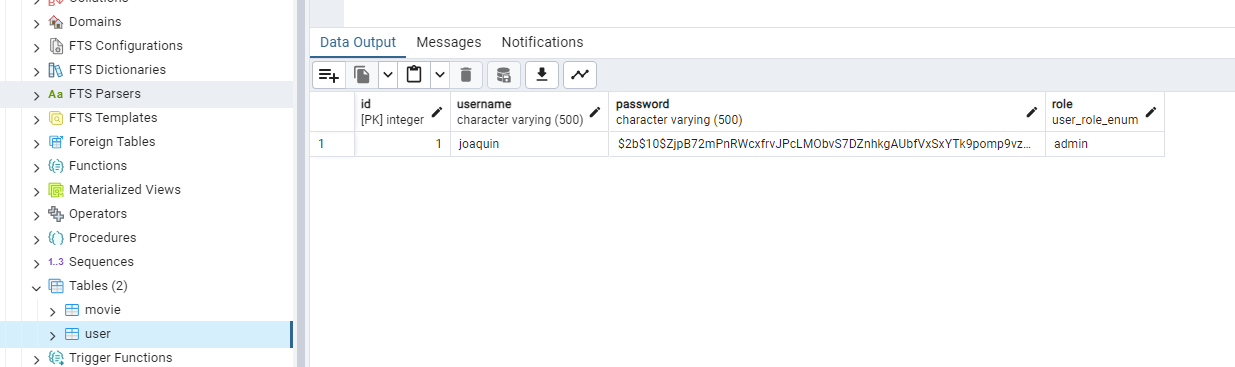 Domains
FTS Configurations
FTS Dictionaries
Aa FTS Parsers
FTS Templates
Foreign Tables
Functions
Materialized Views
Operators
Procedures
1..3 Sequences
Tables (2)
movie
user
Trigger Functions
Data Output Messages Notifications
id username password role
[PK] integer character varying (500) character varying (500) user_role_enum
1 1 joaquin $2b$10$ZjpB72mPnRWcxfrvJPcLMObvS7DZnhkgAUbfVxSxYTk9pomp9vz... admin